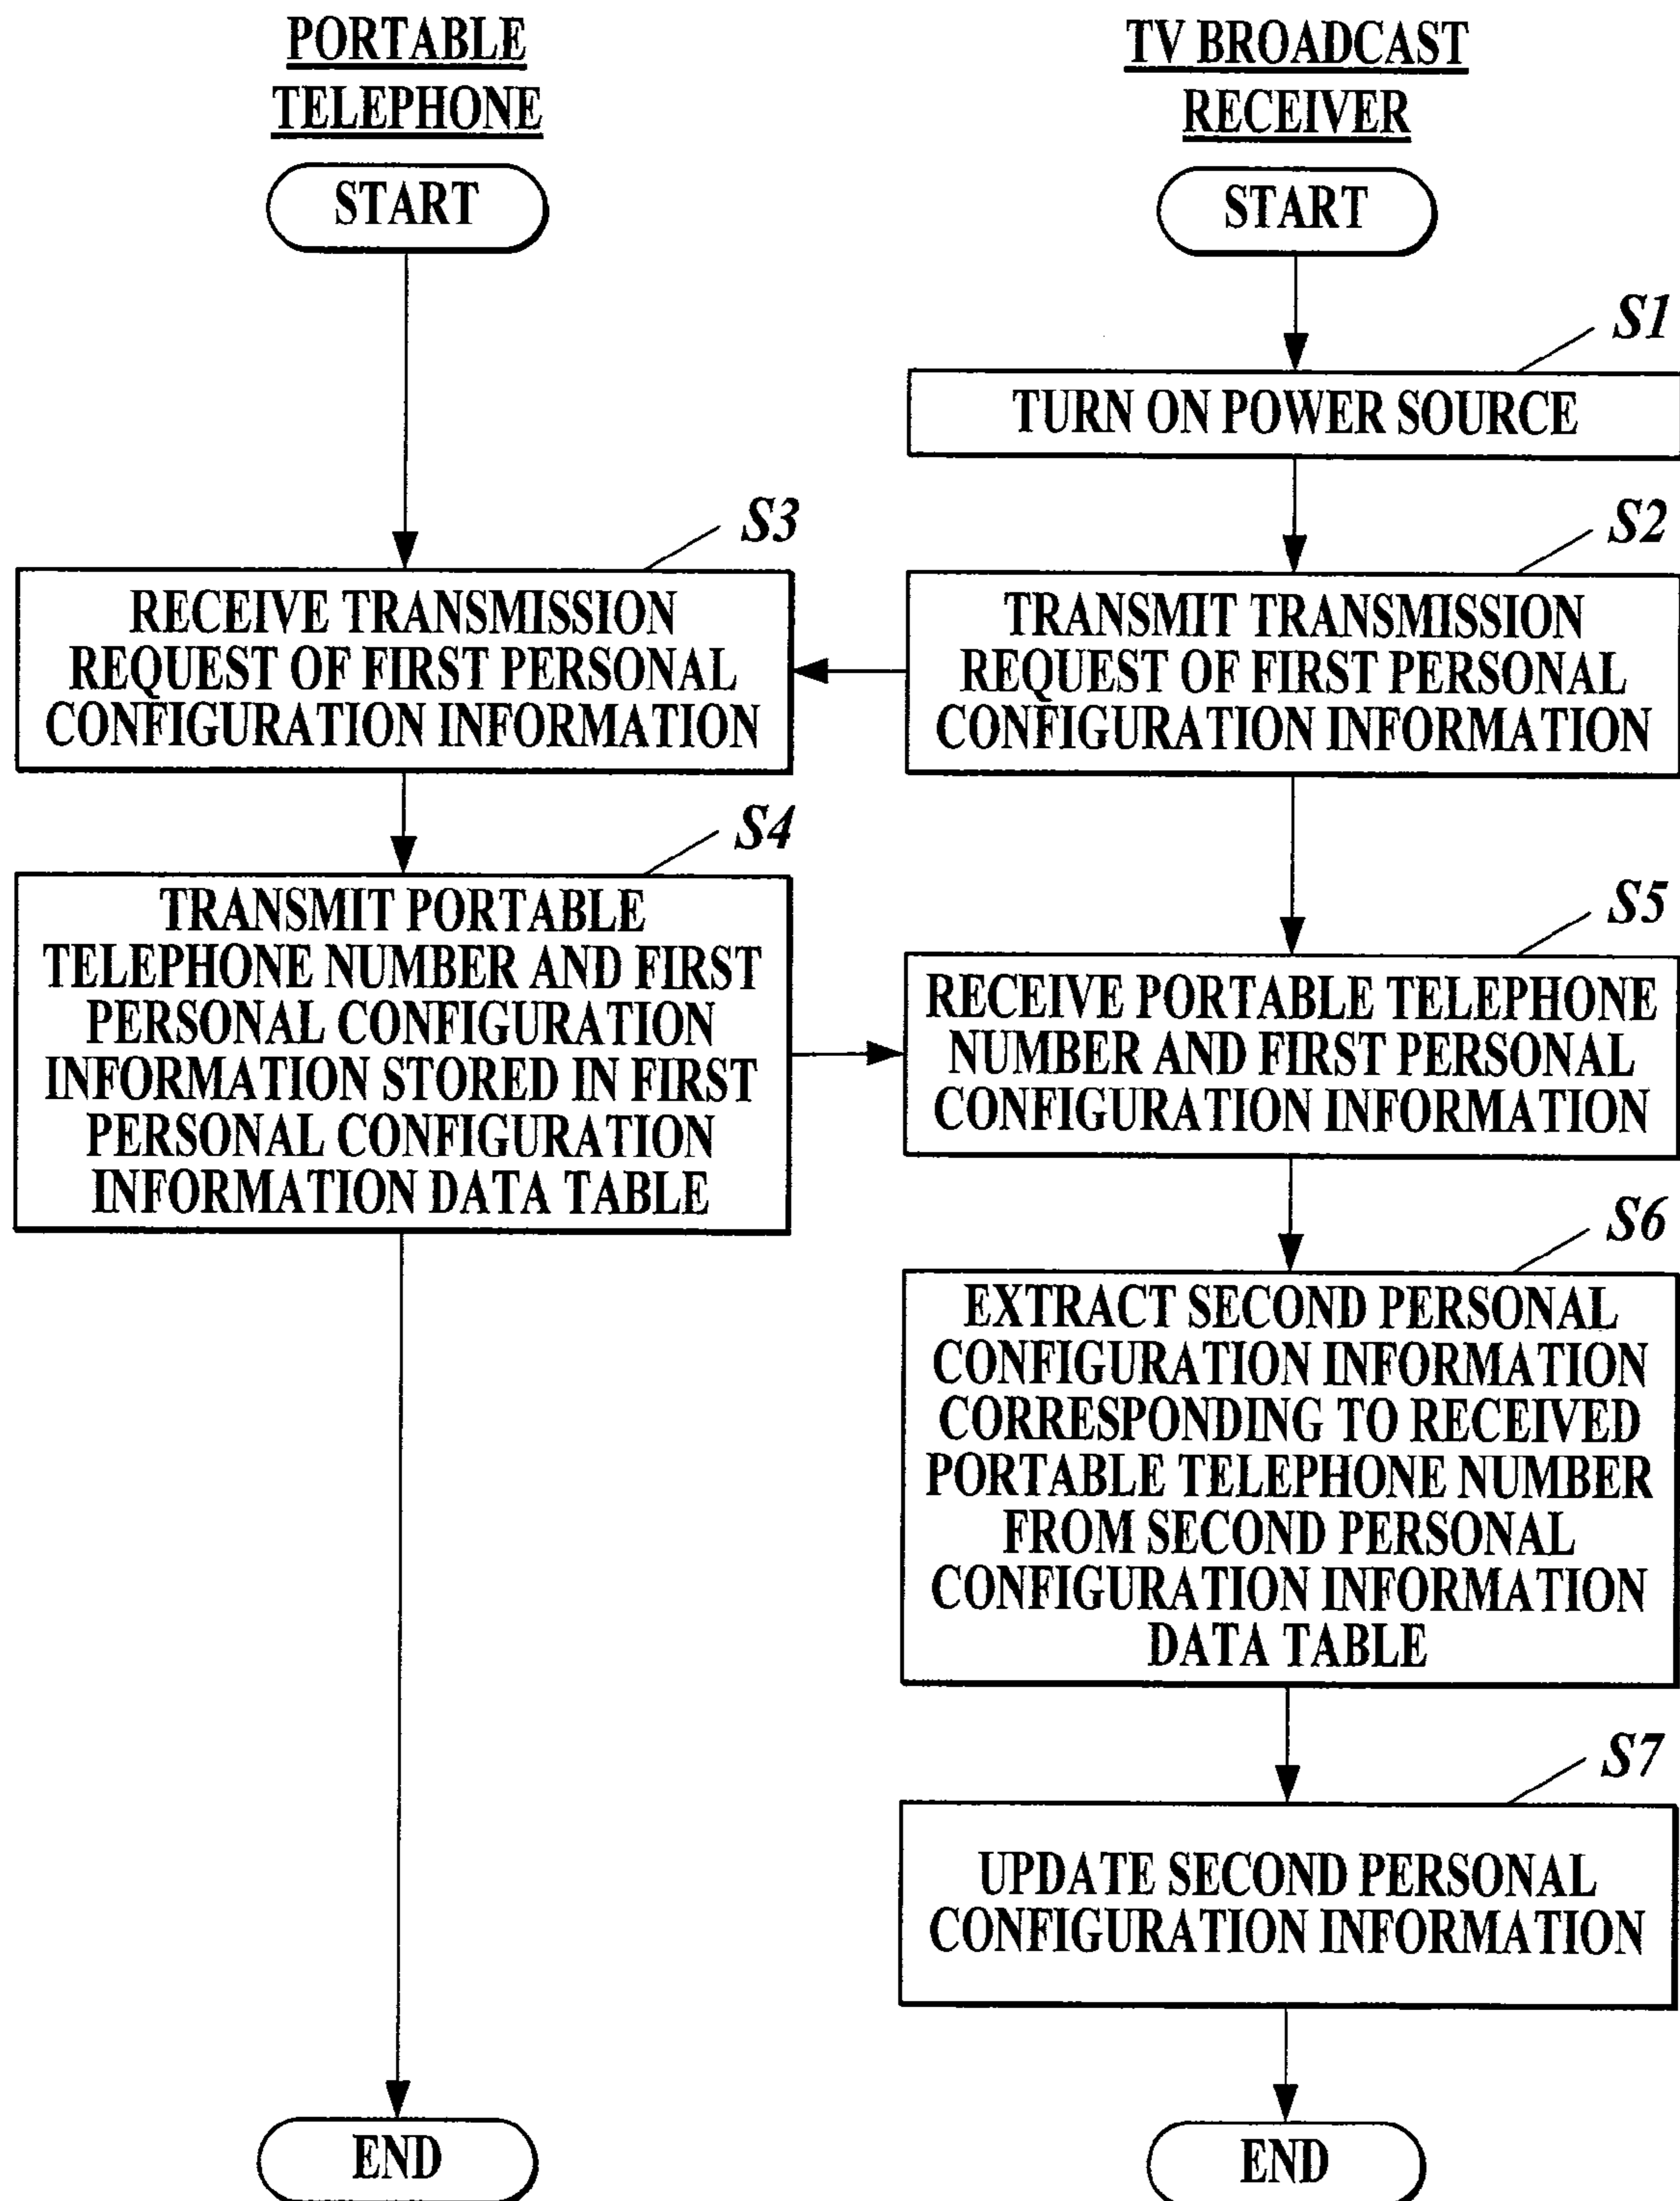 PORTABLE
TELEPHONE
START
S3
RECEIVE TRANSMISSION
REQUEST OF FIRST PERSONAL
CONFIGURATION INFORMATION
S4
TRANSMIT PORTABLE
TELEPHONE NUMBER AND FIRST
PERSONAL CONFIGURATION
INFORMATION STORED IN FIRST
PERSONAL CONFIGURATION
INFORMATION DATA TABLE
END
TV BROADCAST
RECEIVER
START
S1
TURN ON POWER SOURCE
S2
TRANSMIT TRANSMISSION
REQUEST OF FIRST PERSONAL
CONFIGURATION INFORMATION
S5
RECEIVE PORTABLE TELEPHONE
NUMBER AND FIRST PERSONAL
CONFIGURATION INFORMATION
S6
EXTRACT SECOND PERSONAL
CONFIGURATION INFORMATION
CORRESPONDING TO RECEIVED
PORTABLE TELEPHONE NUMBER
FROM SECOND PERSONAL
CONFIGURATION INFORMATION
DATA TABLE
S7
UPDATE SECOND PERSONAL
CONFIGURATION INFORMATION
END